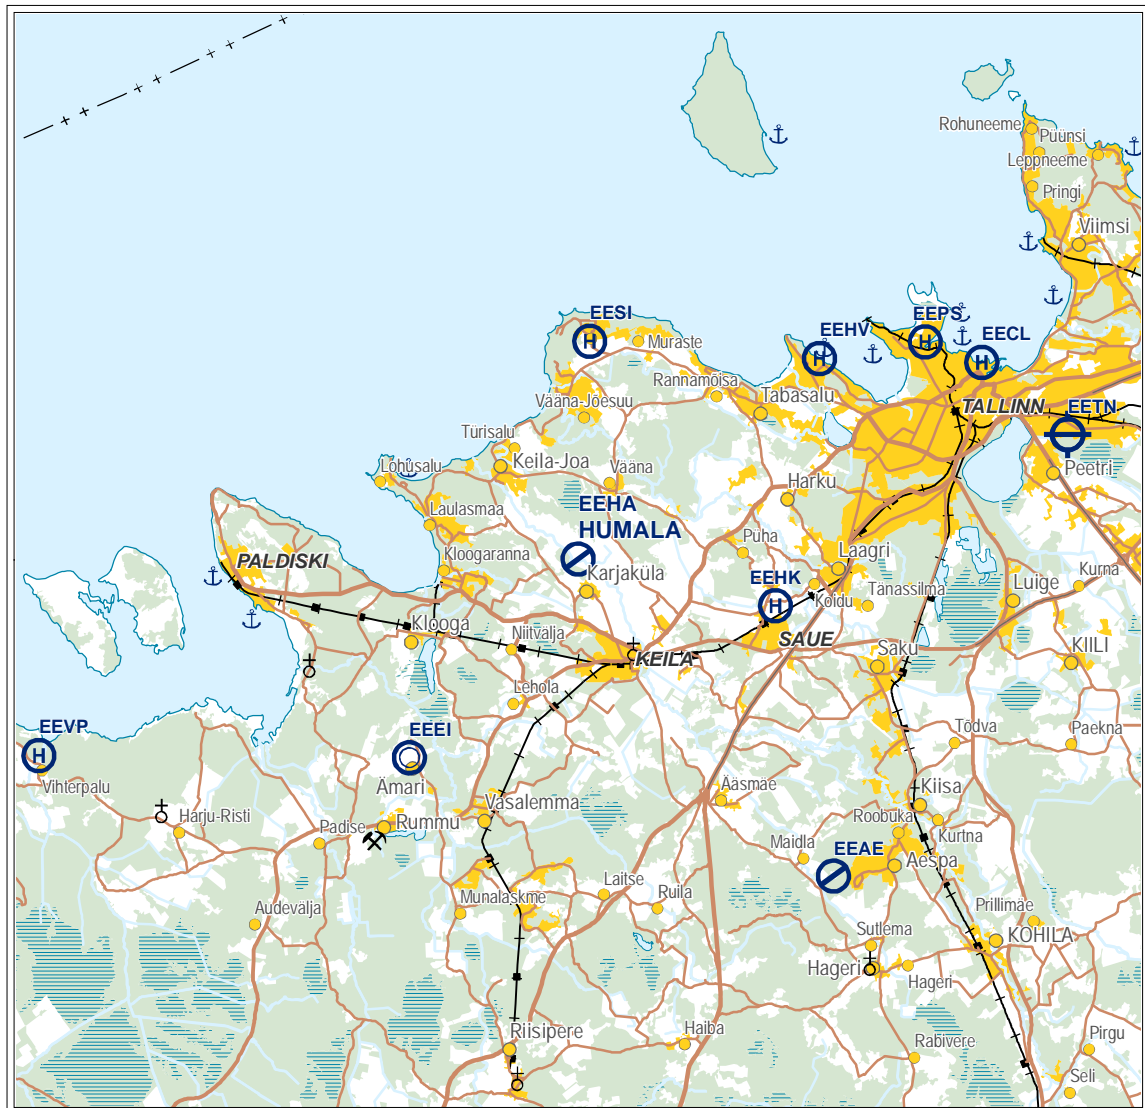 Rohuneeme
Püünsi
Leppneeme
Pringi
Viimsi
EESI
EEHV
EEPS
EECL
Muraste
Rannamõisa
Tabasalu
TALLINN
EETN
Vääna-Jõesuu
Türisalu
Keila-Joa
Vääna
Peetri
Lohusalu
Harku
EEHA
HUMALA
Laulasmaa
Püha
Kloogaranna
Laagri
PALDISKI
Karjaküla
EEHK
Kurna
Tänassilma
Luige
Koidu
Klooga
Niitvälja
SAUE
KEILA
Saku
KIILI
Lehola
EEVP
EEEI
Tõdva
Paekna
Vihterpalu
Ämari
Ääsmäe
Vasalemma
Kiisa
Harju-Risti
Padise
Rummu
Roobuka
Kurtna
Maidla
EEAE
Aespa
Laitse
Ruila
Munalaskme
Audevälja
Prillimäe
Sutlema
KOHILA
Hageri
Hageri
Riisipere
Haiba
Rabivere
Pirgu
Seli